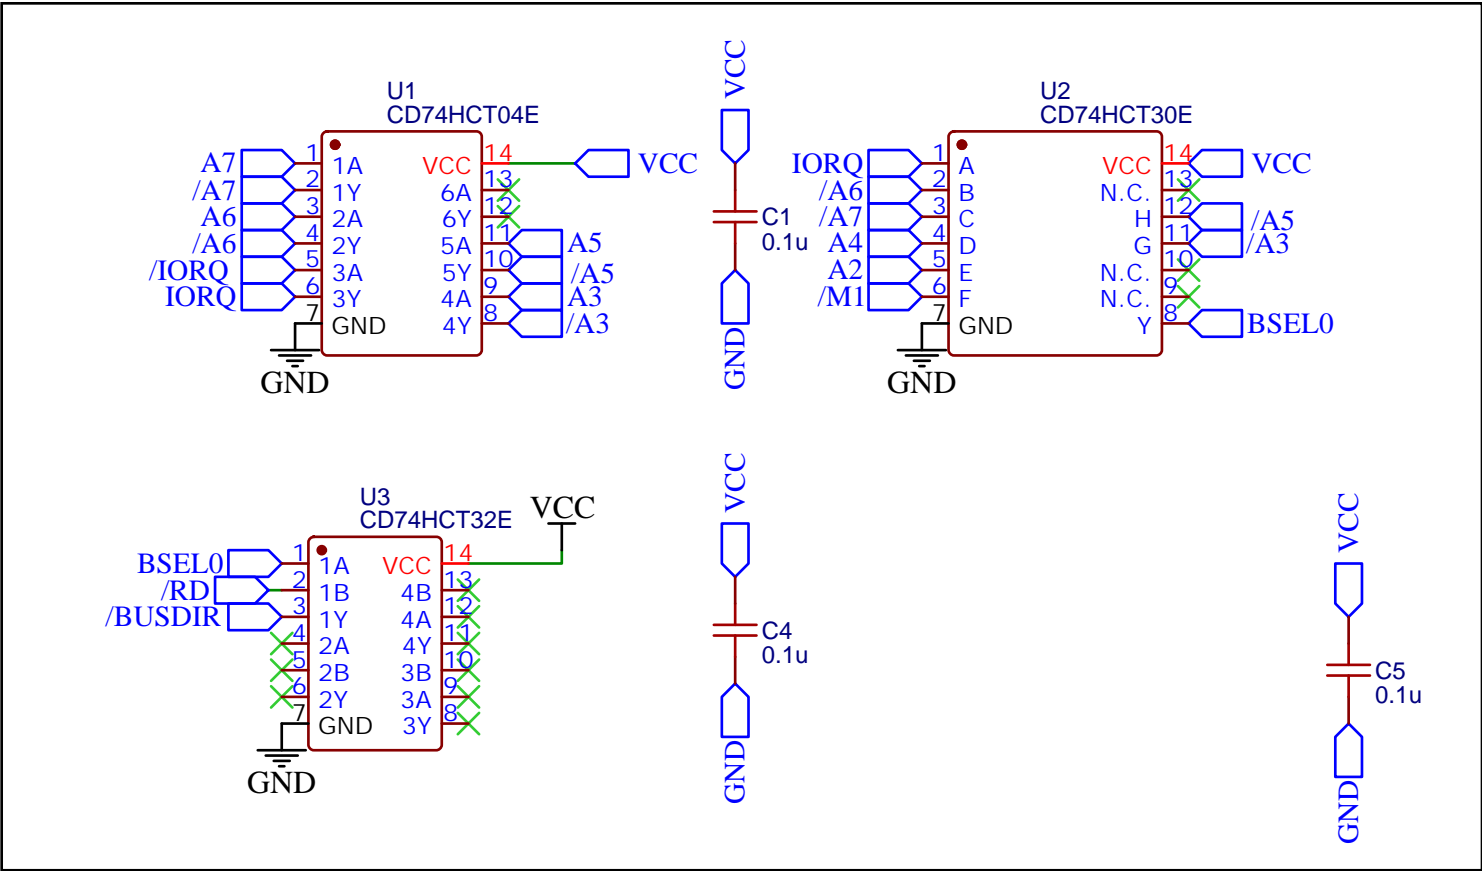 U1
CD74HCT04E
A7 1 1A VCC 14 VCC
/A7 2 1Y 6A 13
A6 3 2A 6Y 12
/A6 4 2Y 5A 11 A5
/IORQ 5 3A 5Y 10 /A5
IORQ 6 3Y 4A 9 A3
7 GND 4Y 8 /A3
GND
VCC
C1
0.1u
GND
U2
CD74HCT30E
IORQ 1 A VCC 14 VCC
/A6 2 B N.C. 13
/A7 3 C H 12 /A5
A4 4 D G 11 /A3
A2 5 E N.C. 10
/M1 6 F N.C. 9
7 GND Y 8 BSEL0
GND
U3
CD74HCT32E
VCC
BSEL0 1 1A VCC 14
/RD 2 1B 4B 13
/BUSDIR 3 1Y 4A 12
4 2A 4Y 11
5 2B 3B 10
6 2Y 3A 9
7 GND 3Y 8
GND
VCC
C4
0.1u
GND
VCC
C5
0.1u
GND